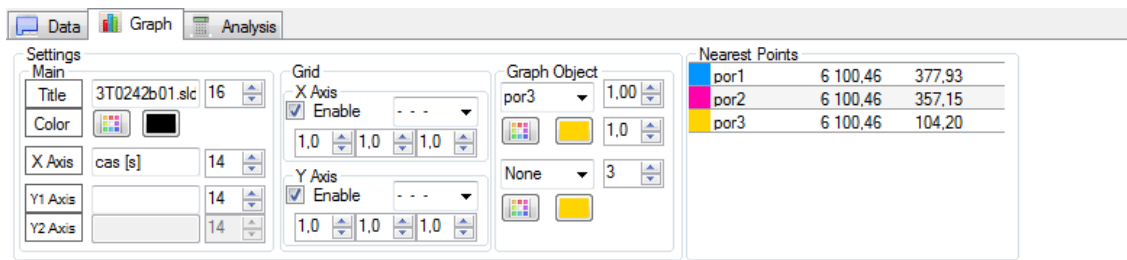 Data Graph Analysis
Settings
Main
Title 3T0242b01.slc 16
Color
X Axis cas [s] 14
Y1 Axis 14
Y2 Axis 14
Grid
X Axis
Enable - - -
1,0 1,0 1,0
Y Axis
Enable - - -
1,0 1,0 1,0
Graph Object
por3 1,00
1,0
None 3
Nearest Points
por1 6 100,46 377,93
por2 6 100,46 357,15
por3 6 100,46 104,20